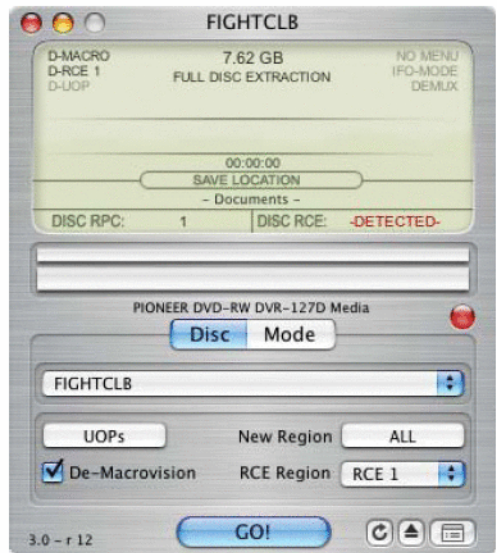 FIGHTCLB
D-MACRO 7.62 GB NO MENU
D-RCE 1 FULL DISC EXTRACTION IFO-MODE
D-UOP DEMUX
00:00:00
SAVE LOCATION
- Documents -
DISC RPC: 1 DISC RCE: -DETECTED-
PIONEER DVD-RW DVR-127D Media
Disc Mode
FIGHTCLB
UOPs New Region ALL
De-Macrovision RCE Region RCE 1
3.0 - r 12 GO!